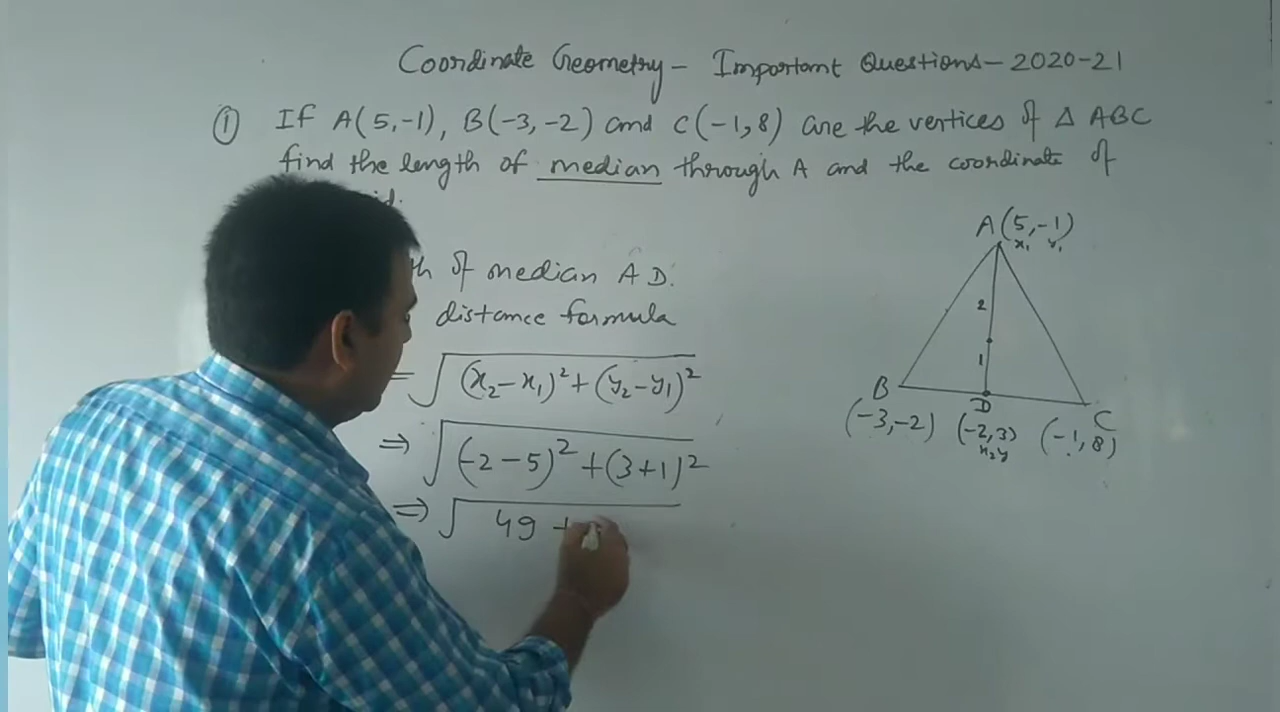 Coordinate Geometry - Important Questions - 2020-21
① If A(5,-1), B(-3,-2) and C(-1,8) are the vertices of Δ ABC
find the length of median through A and the coordinate of
of median AD.
distance formula
= √(x₂-x₁)²+(y₂-y₁)²
⇒ √(-2-5)²+(3+1)²
⇒ √49 +
A(5,-1)
x₁ y₁
2
1
B D C
(-3,-2) (-2,3) (-1,8)
x₂ y